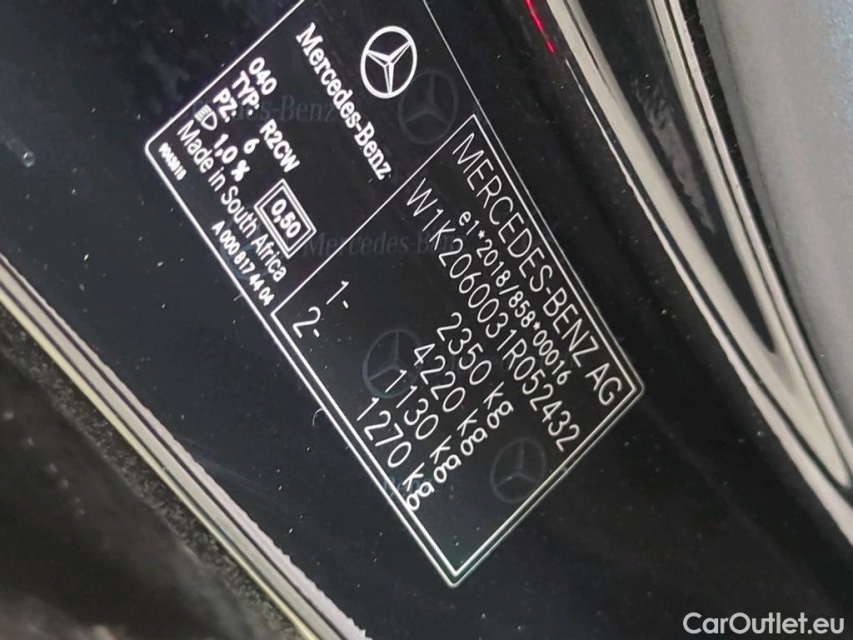 Mercedes-Benz
040
TYP: R2CW
PZ: 6
1,0 %
0,50
Made in South Africa
A 000 817 44 04
MERCEDES-BENZ AG
e1*2018/858*00016
W1K2060031R052432
2350 kg
4220 kg
1- 1130 kg
2- 1270 kg
CarOutlet.eu